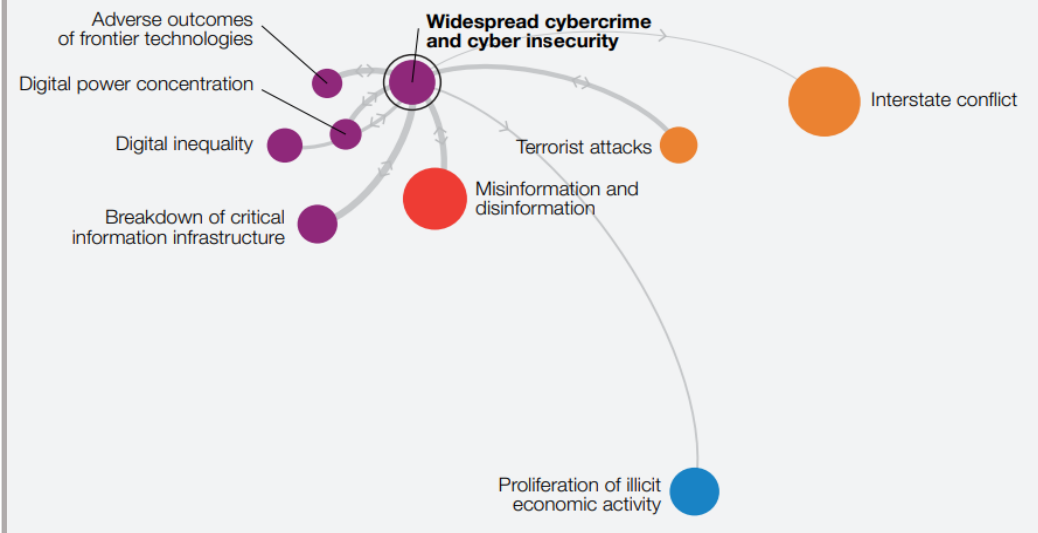 Adverse outcomes
of frontier technologies
Widespread cybercrime
and cyber insecurity
Digital power concentration
Interstate conflict
Digital inequality
Terrorist attacks
Misinformation and
disinformation
Breakdown of critical
information infrastructure
Proliferation of illicit
economic activity